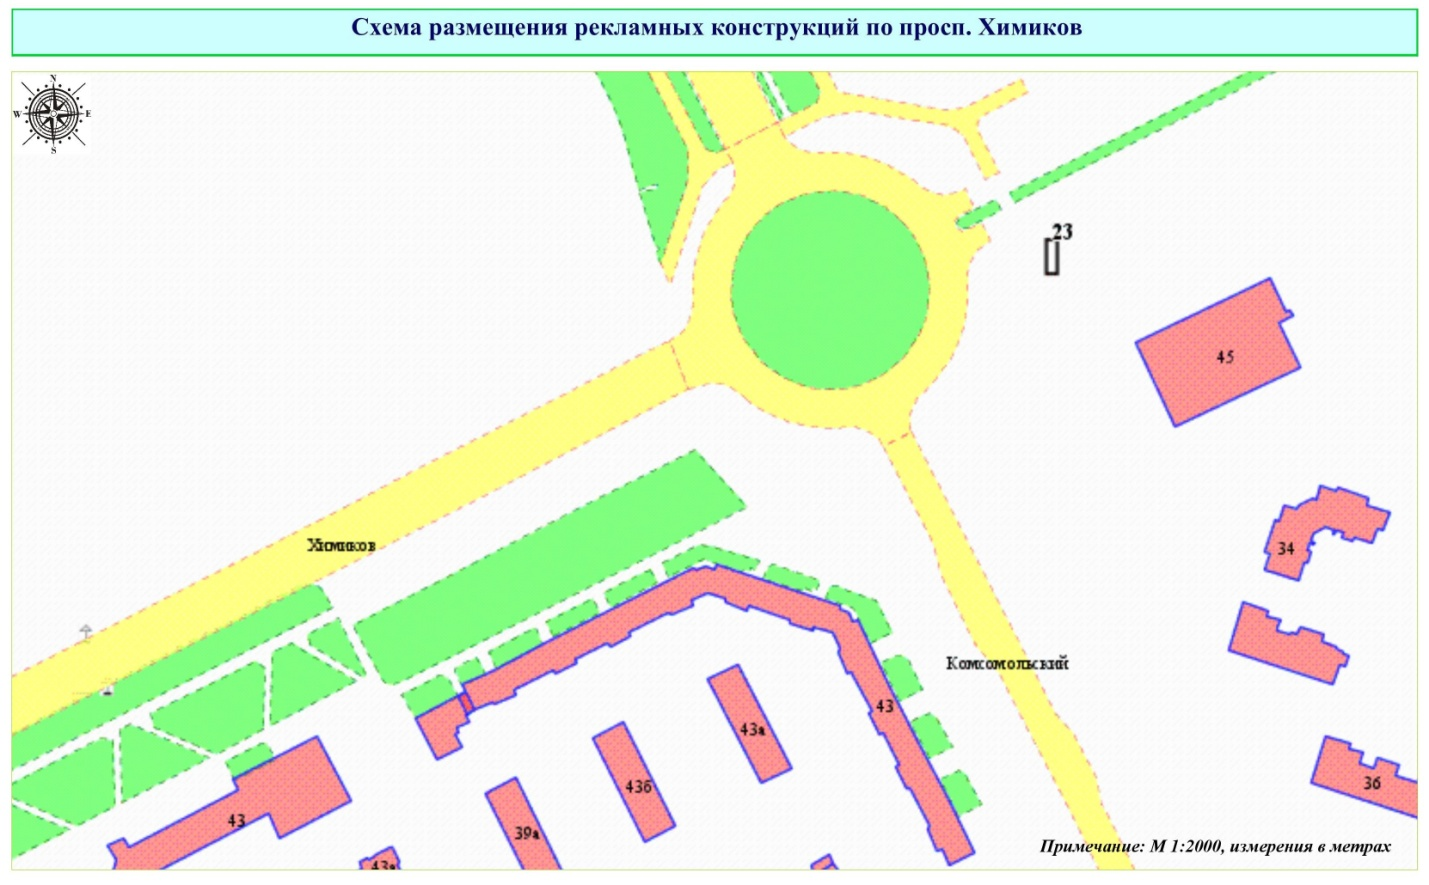 Схема размещения рекламных конструкций по просп. Химиков
N
W E
S
23
45
34
Химиков
Комсомольский
43
43а
43б
36
43
39а
43а
Примечание: М 1:2000, измерения в метрах